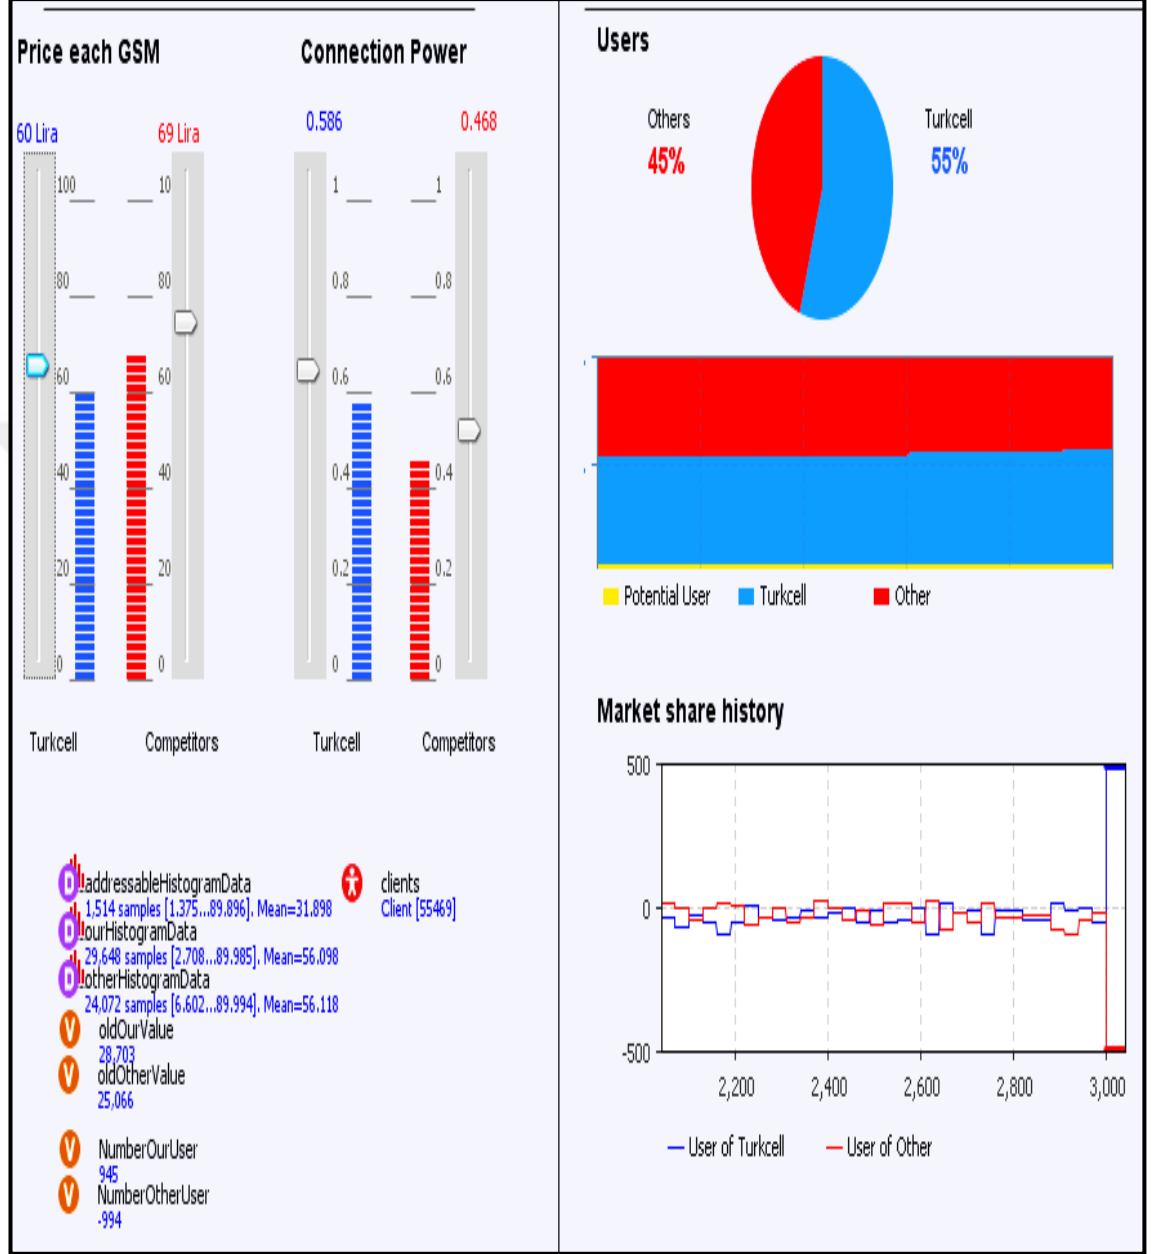 Price each GSM
Connection Power
60 Lira
69 Lira
0.586
0.468
100
10
80
80
60
60
40
40
20
20
0
0
1
1
0.8
0.8
0.6
0.6
0.4
0.4
0.2
0.2
0
0
Turkcell
Competitors
Turkcell
Competitors
addressableHistogramData
1,514 samples [1.375...89.896]. Mean=31.898
ourHistogramData
29,648 samples [2.708...89.985]. Mean=56.098
otherHistogramData
24,072 samples [6.602...89.994]. Mean=56.118
V oldOurValue
28,703
V oldOtherValue
25,066
V NumberOurUser
945
V NumberOtherUser
-994
clients
Client [55469]
Users
Others
45%
Turkcell
55%
Potential User
Turkcell
Other
Market share history
500
0
-500
2,200
2,400
2,600
2,800
3,000
User of Turkcell
User of Other